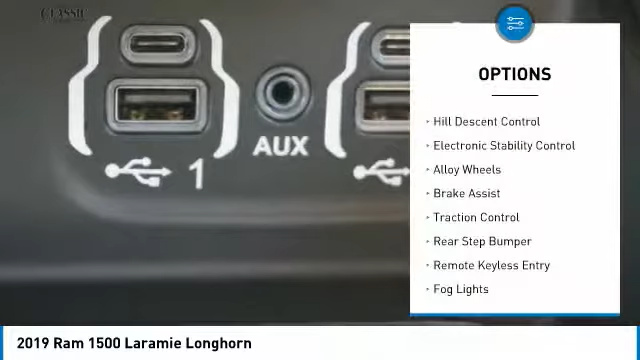 CLASSIC
1
AUX
OPTIONS
Hill Descent Control
Electronic Stability Control
Alloy Wheels
Brake Assist
Traction Control
Rear Step Bumper
Remote Keyless Entry
Fog Lights
2019 Ram 1500 Laramie Longhorn